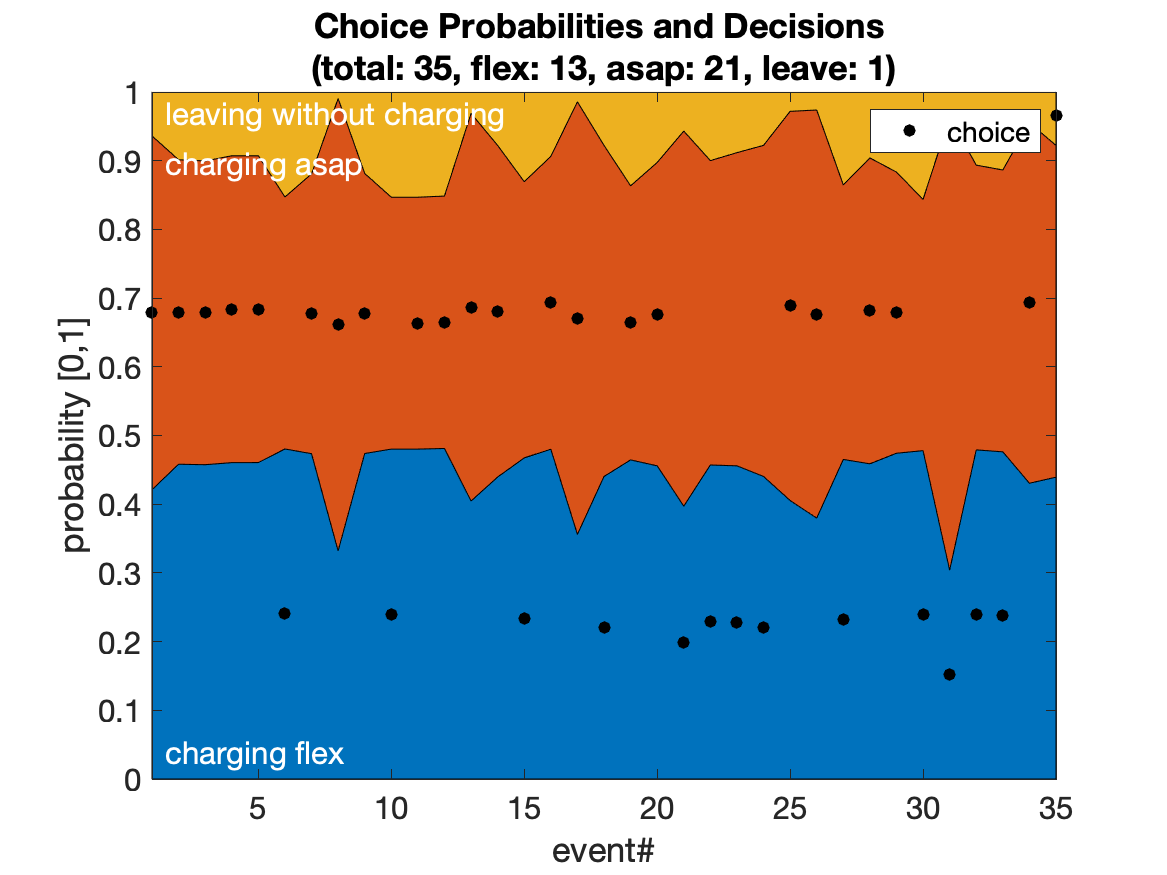 Choice Probabilities and Decisions
(total: 35, flex: 13, asap: 21, leave: 1)
1
leaving without charging
choice
0.9
charging asap
0.8
0.7
0.6
0.5
0.4
0.3
0.2
0.1
charging flex
0
probability [0,1]
5 10 15 20 25 30 35
event#